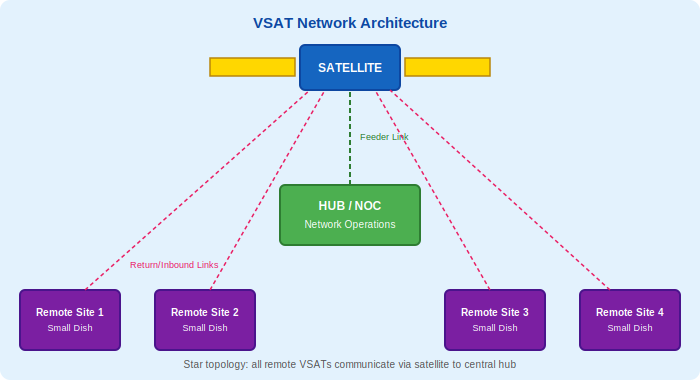 VSAT Network Architecture
SATELLITE
Feeder Link
HUB / NOC
Network Operations
Return/Inbound Links
Remote Site 1
Small Dish
Remote Site 2
Small Dish
Remote Site 3
Small Dish
Remote Site 4
Small Dish
Star topology: all remote VSATs communicate via satellite to central hub